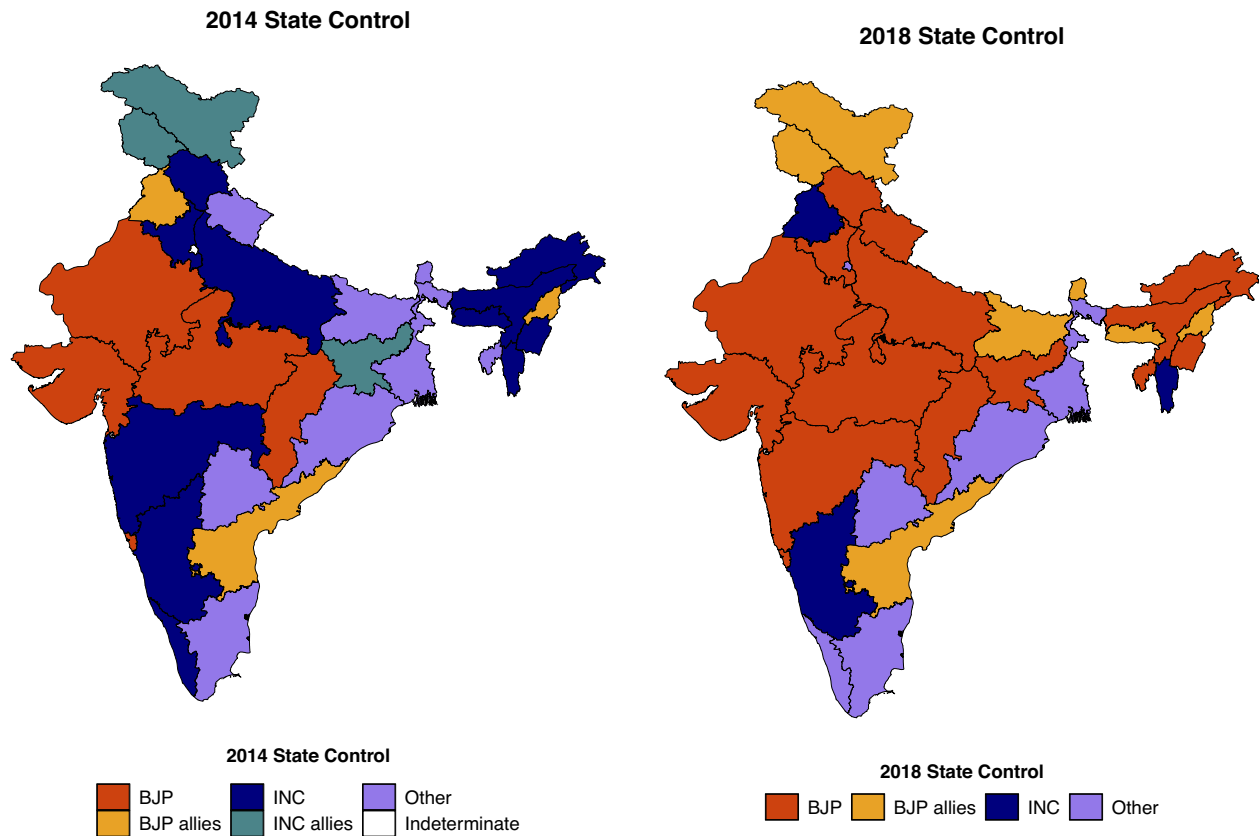 2014 State Control
2018 State Control
2014 State Control
BJP INC Other
BJP allies INC allies Indeterminate
2018 State Control
BJP BJP allies INC Other